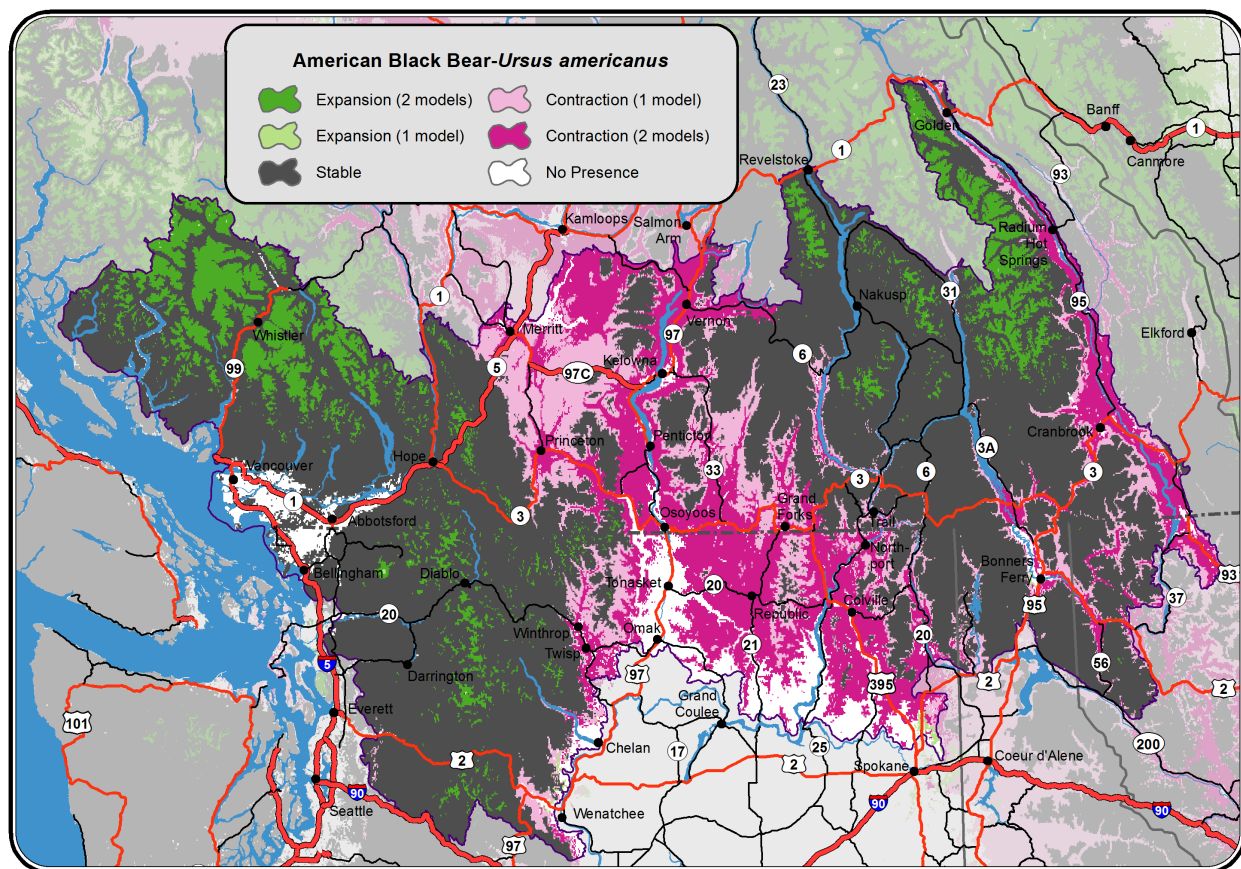 American Black Bear-Ursus americanus
Expansion (2 models)
Contraction (1 model)
Expansion (1 model)
Contraction (2 models)
Stable
No Presence
23
Banff
Golden
1
Canmore
1
Revelstoke
93
Kamloops
Salmon
Arm
Radium
Hot
Springs
1
31
95
Nakusp
Vernon
Merritt
Whistler
97
Elkford
6
Kelowna
5
99
97C
Princeton
Penticton
Cranbrook
3A
Hope
Vancouver
33
6
3
3
1
Grand
Forks
3
Osoyoos
Trail
Abbotsford
North-
port
Bonners
Ferry
Bellingham
Diablo
Tonasket
20
93
Republic
Colville
95
37
20
Winthrop
Omak
21
20
Twisp
56
5
Darrington
97
395
2
2
Grand
Coulee
Everett
101
Chelan
17
25
200
2
2
Spokane
Coeur d'Alene
90
90
90
Seattle
Wenatchee
97